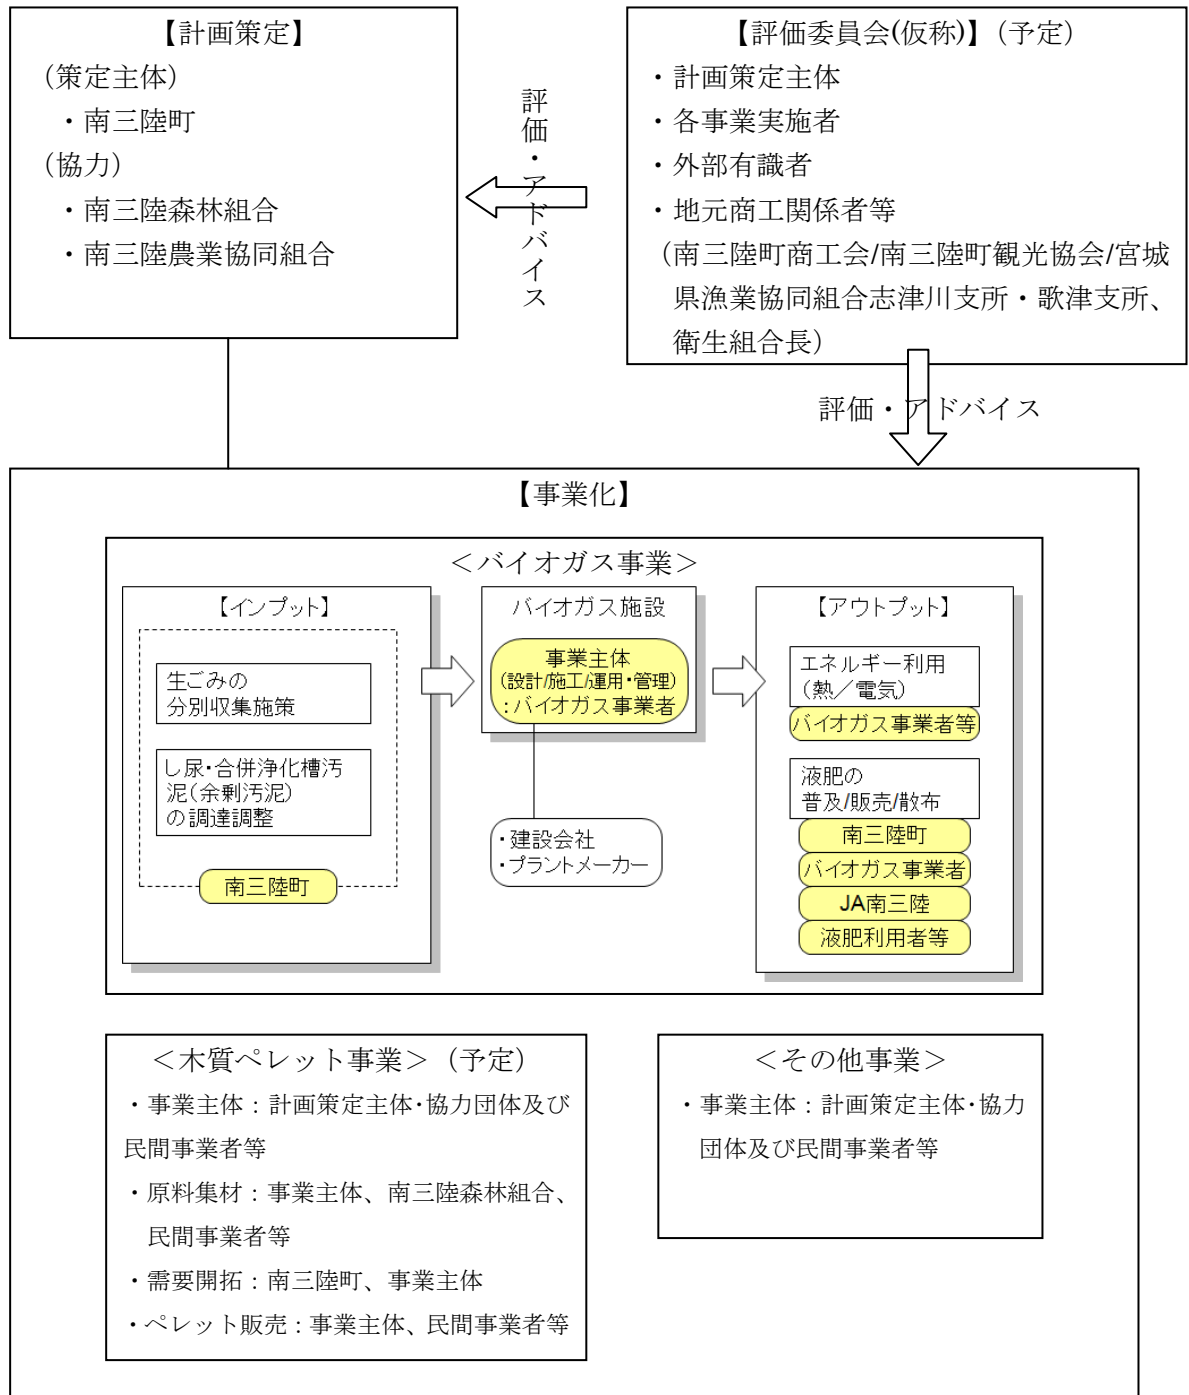 【計画策定】
(策定主体)
・南三陸町
(協力)
・南三陸森林組合
・南三陸農業協同組合
評価・アドバイス
【評価委員会(仮称)】(予定)
・計画策定主体
・各事業実施者
・外部有識者
・地元商工関係者等
(南三陸町商工会/南三陸町観光協会/宮城
県漁業協同組合志津川支所・歌津支所、
衛生組合長)
評価・アドバイス
【事業化】
<バイオガス事業>
【インプット】
生ごみの
分別収集施策
し尿・合併浄化槽汚
泥(余剰汚泥)
の調達調整
南三陸町
バイオガス施設
事業主体
(設計/施工/運用・管理)
:バイオガス事業者
・建設会社
・プラントメーカー
【アウトプット】
エネルギー利用
(熱/電気)
バイオガス事業者等
液肥の
普及/販売/散布
南三陸町
バイオガス事業者
JA南三陸
液肥利用者等
<木質ペレット事業>(予定)
・事業主体:計画策定主体・協力団体及び
民間事業者等
・原料集材:事業主体、南三陸森林組合、
民間事業者等
・需要開拓:南三陸町、事業主体
・ペレット販売:事業主体、民間事業者等
<その他事業>
・事業主体:計画策定主体・協力
団体及び民間事業者等